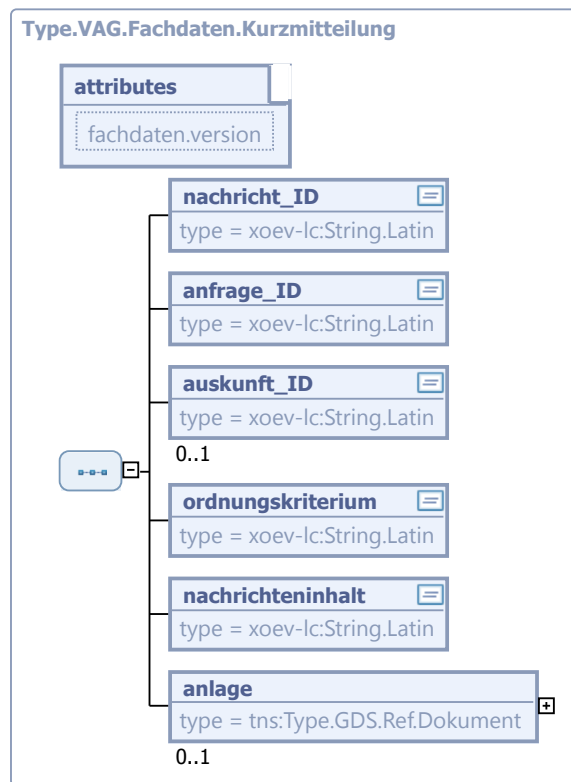 Type.VAG.Fachdaten.Kurzmitteilung
attributes
fachdaten.version
nachricht_ID
type = xoev-lc:String.Latin
anfrage_ID
type = xoev-lc:String.Latin
auskunft_ID
type = xoev-lc:String.Latin
0..1
ordnungskriterium
type = xoev-lc:String.Latin
nachrichteninhalt
type = xoev-lc:String.Latin
anlage
type = tns:Type.GDS.Ref.Dokument
0..1